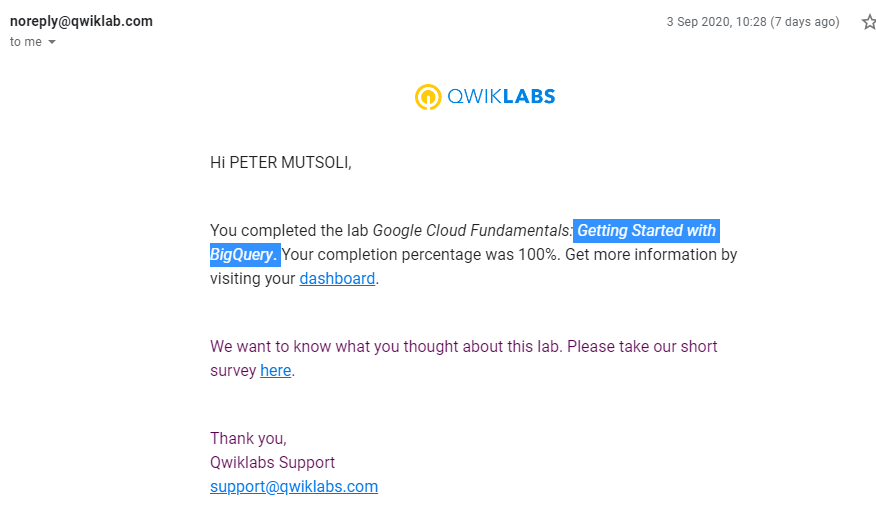 noreply@qwiklab.com
3 Sep 2020, 10:28 (7 days ago)
to me
QWIKLABS
Hi PETER MUTSOLI,
You completed the lab Google Cloud Fundamentals: Getting Started with
BigQuery. Your completion percentage was 100%. Get more information by
visiting your dashboard.
We want to know what you thought about this lab. Please take our short
survey here.
Thank you,
Qwiklabs Support
support@qwiklabs.com